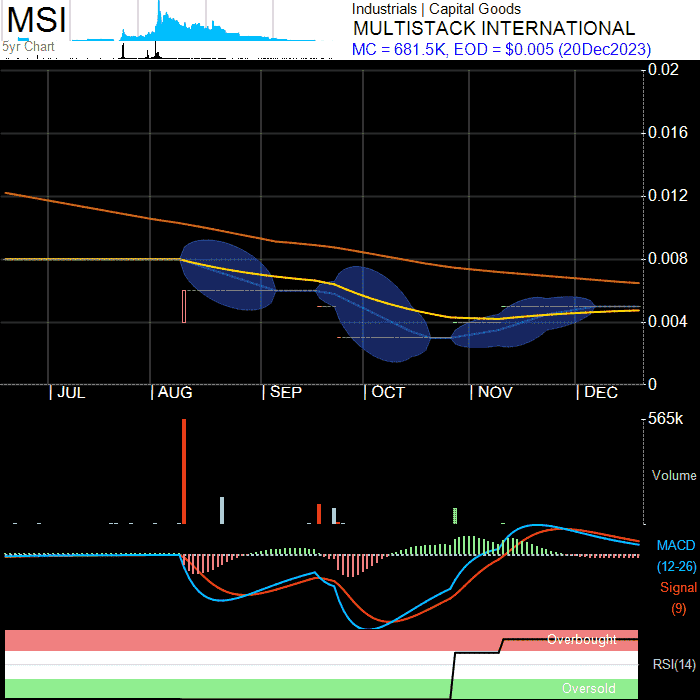 MSI
5yr Chart
Industrials | Capital Goods
MULTISTACK INTERNATIONAL
MC = 681.5K, EOD = $0.005 (20Dec2023)
0.02
0.016
0.012
0.008
0.004
0
| JUL | AUG | SEP | OCT | NOV | DEC
565k
Volume
MACD
(12-26)
Signal
(9)
Overbought
RSI(14)
Oversold